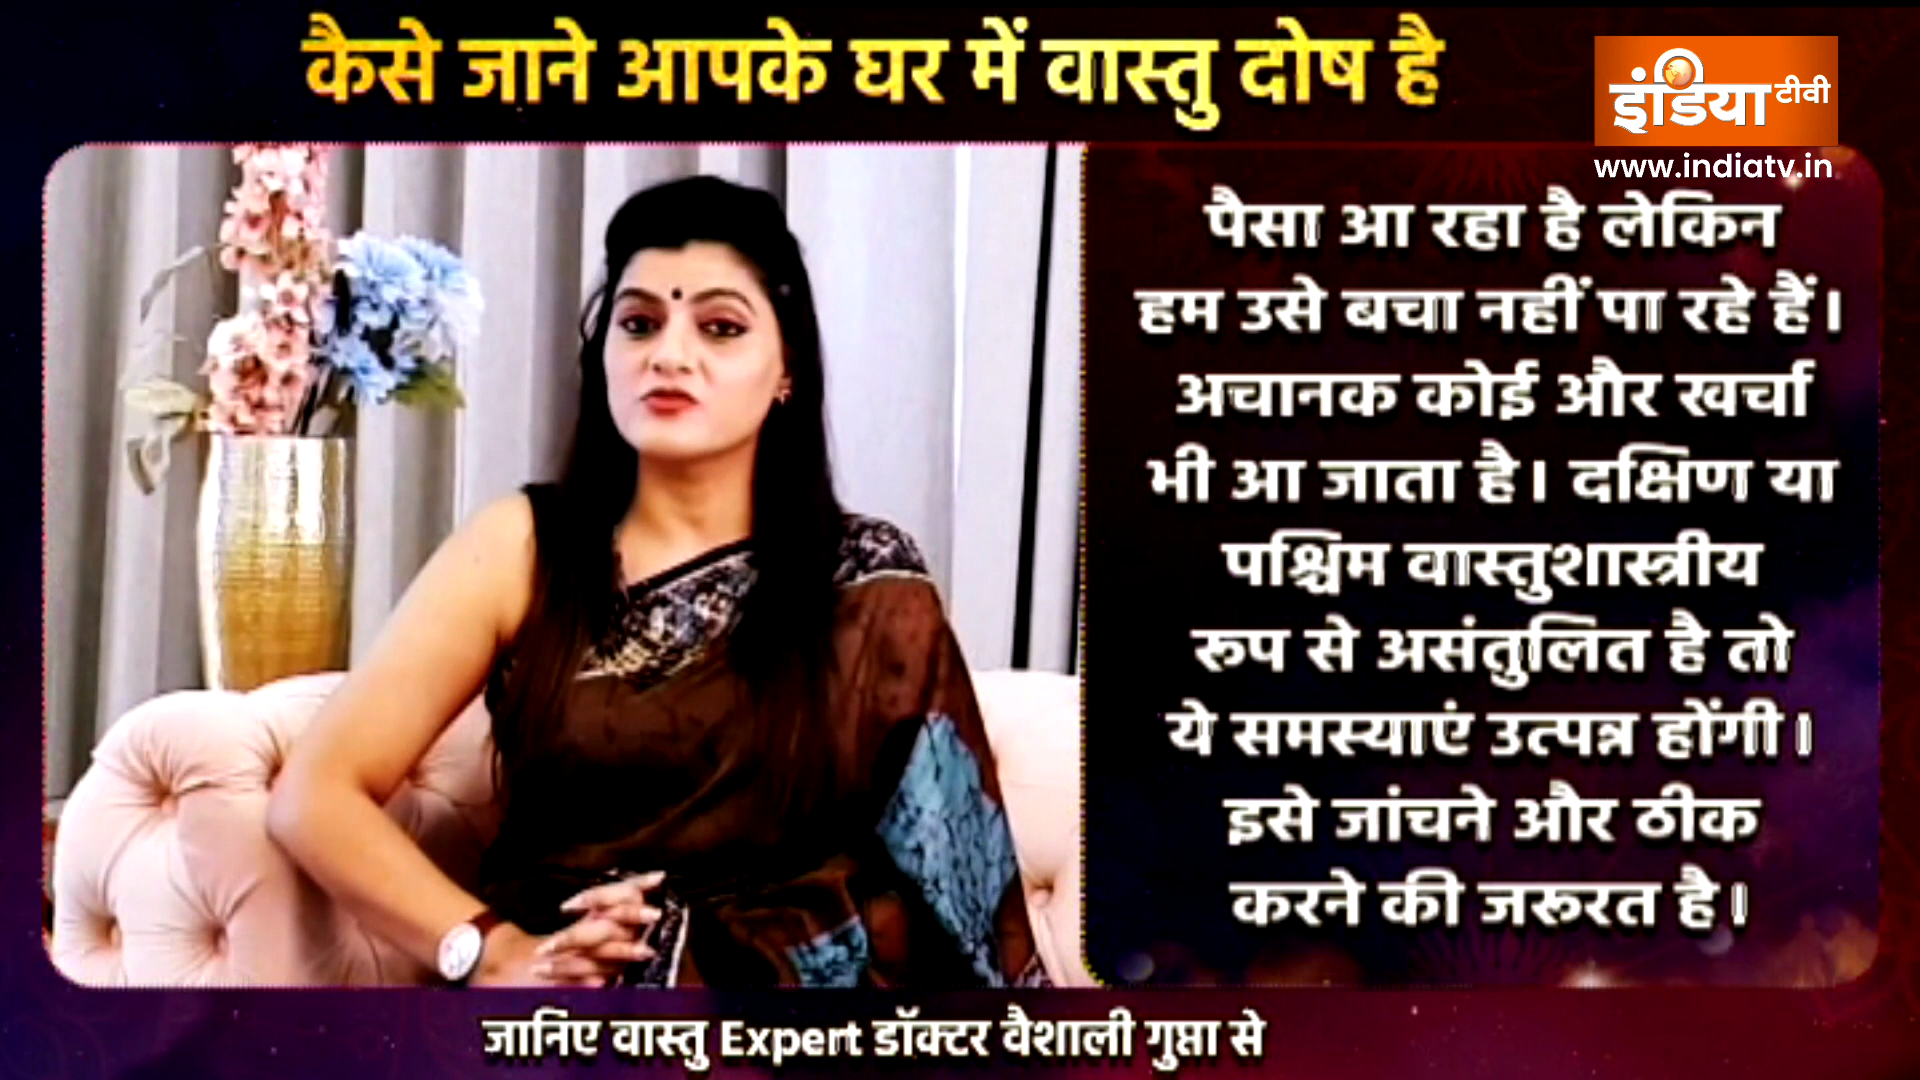 कैसे जाने आपके घर में वास्तु दोष है
इंडिया टीवी
www.indiatv.in
पैसा आ रहा है लेकिन
हम उसे बचा नहीं पा रहे हैं।
अचानक कोई और खर्चा
भी आ जाता है। दक्षिण या
पश्चिम वास्तुशास्त्रीय
रूप से असंतुलित है तो
ये समस्याएं उत्पन्न होंगी।
इसे जांचने और ठीक
करने की जरूरत है।
जानिए वास्तु Expert डॉक्टर वैशाली गुप्ता से